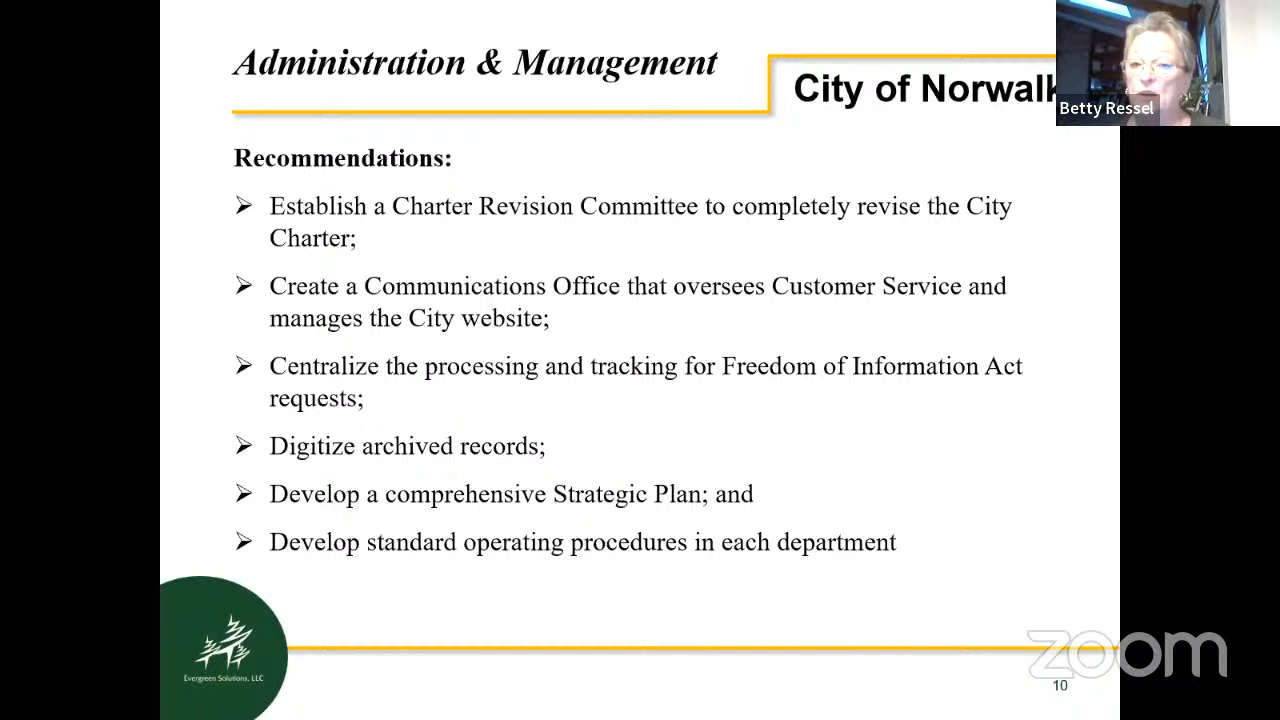 Administration & Management
City of Norwalk
Betty Ressel
Recommendations:
➢ Establish a Charter Revision Committee to completely revise the City
Charter;
➢ Create a Communications Office that oversees Customer Service and
manages the City website;
➢ Centralize the processing and tracking for Freedom of Information Act
requests;
➢ Digitize archived records;
➢ Develop a comprehensive Strategic Plan; and
➢ Develop standard operating procedures in each department
Evergreen Solutions, LLC
zoom
10